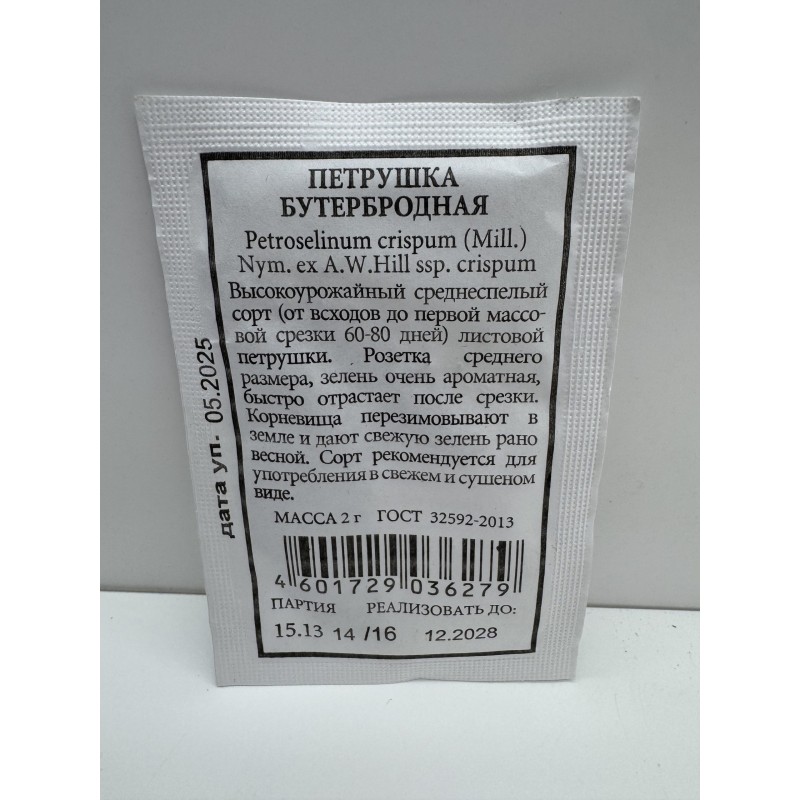 ПЕТРУШКА
БУТЕРБРОДНАЯ
Petroselinum crispum (Mill.)
Nym. ex A.W.Hill ssp. crispum
Высокоурожайный среднеспелый
сорт (от всходов до первой массо-
вой срезки 60-80 дней) листовой
петрушки. Розетка среднего
размера, зелень очень ароматная,
быстро отрастает после срезки.
Корневища перезимовывают в
земле и дают свежую зелень рано
весной. Сорт рекомендуется для
употребления в свежем и сушеном
виде.
МАССА 2 г ГОСТ 32592-2013
4 601729 036279
ПАРТИЯ РЕАЛИЗОВАТЬ ДО:
15.13 14 /16 12.2028
дата уп. 05.2025